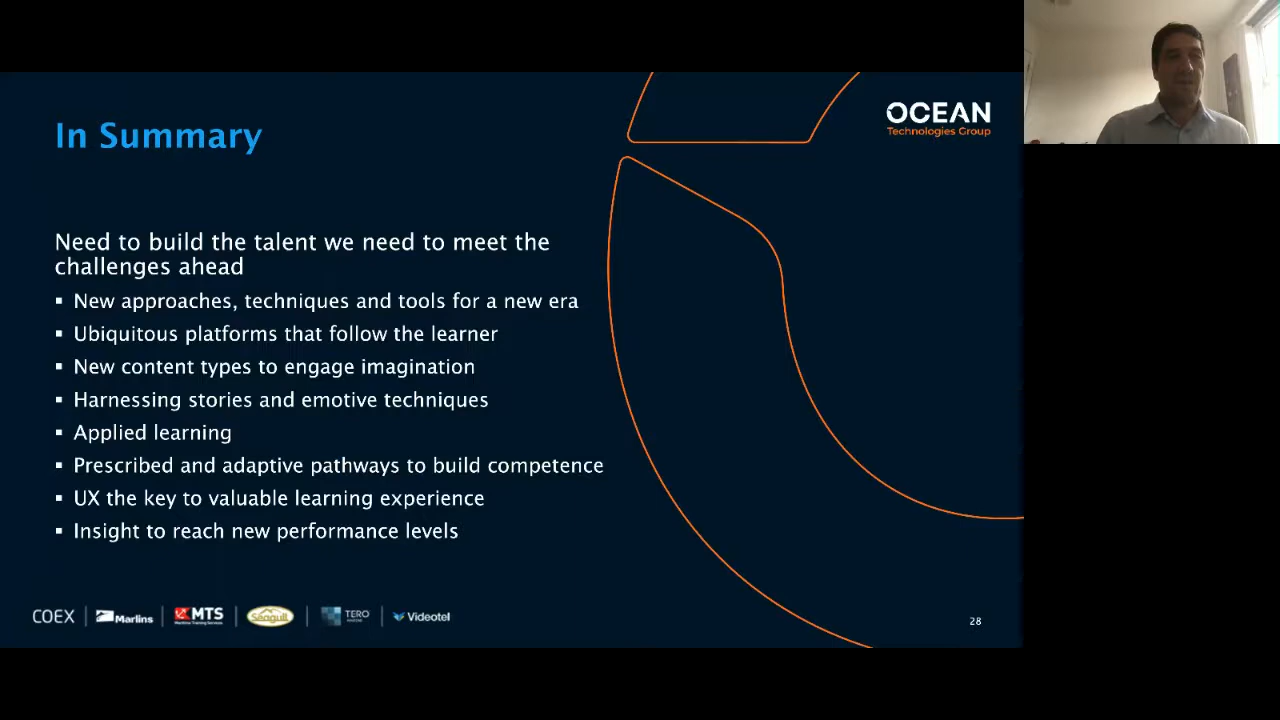 In Summary
OCEAN
Technologies Group
Need to build the talent we need to meet the
challenges ahead
▪ New approaches, techniques and tools for a new era
▪ Ubiquitous platforms that follow the learner
▪ New content types to engage imagination
▪ Harnessing stories and emotive techniques
▪ Applied learning
▪ Prescribed and adaptive pathways to build competence
▪ UX the key to valuable learning experience
▪ Insight to reach new performance levels
COEX | Marlins | MTS | Seagull | TERO | Videotel
28